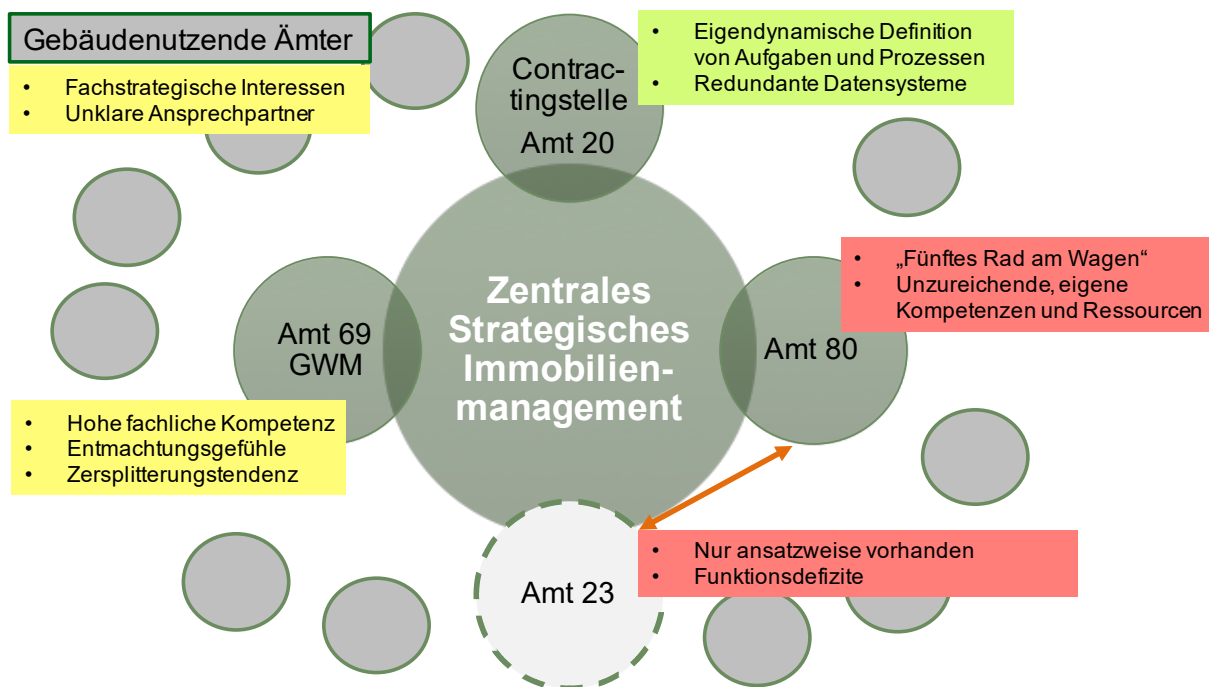 Gebäudenutzende Ämter
• Fachstrategische Interessen
• Unklare Ansprechpartner
Contrac-
tingstelle
Amt 20
• Eigendynamische Definition
von Aufgaben und Prozessen
• Redundante Datensysteme
Zentrales
Strategisches
Immobilien-
management
Amt 69
GWM
• Hohe fachliche Kompetenz
• Entmachtungsgefühle
• Zersplitterungstendenz
Amt 80
• „Fünftes Rad am Wagen“
• Unzureichende, eigene
Kompetenzen und Ressourcen
Amt 23
• Nur ansatzweise vorhanden
• Funktionsdefizite